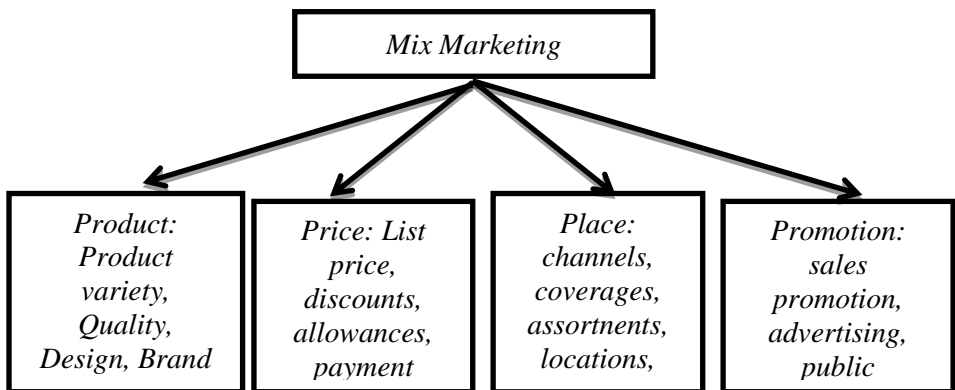 Mix Marketing
Product:
Product
variety,
Quality,
Design, Brand
Price: List
price,
discounts,
allowances,
payment
Place:
channels,
coverages,
assortnents,
locations,
Promotion:
sales
promotion,
advertising,
public